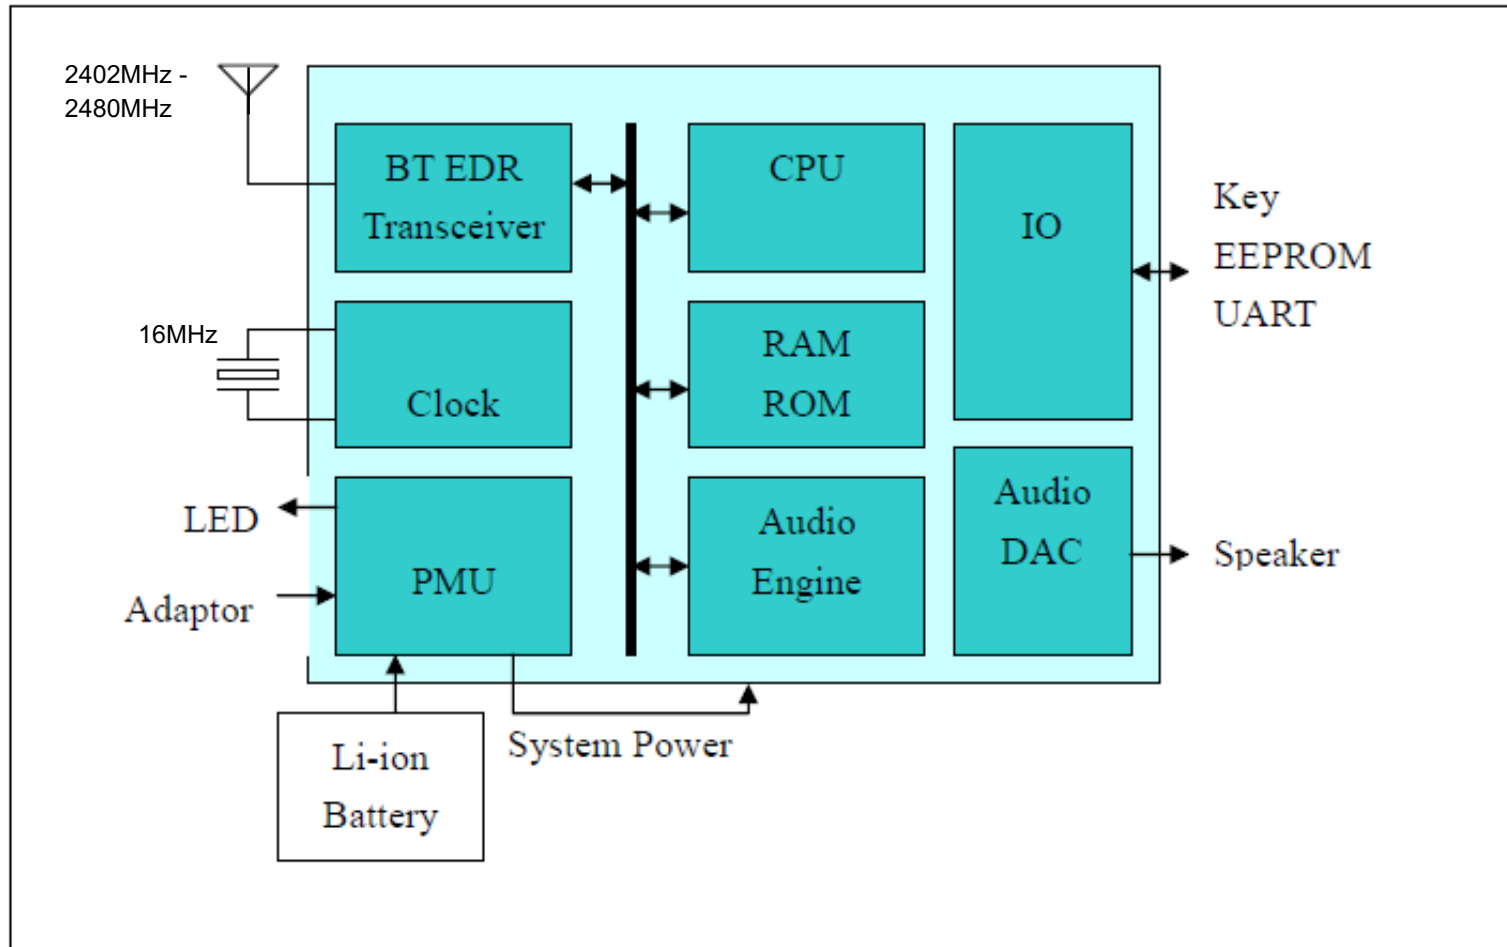 2402MHz -
2480MHz
BT EDR
Transceiver
CPU
IO
Key
EEPROM
UART
16MHz
Clock
RAM
ROM
LED
Adaptor
PMU
Audio
Engine
Audio
DAC
Speaker
Li-ion
Battery
System Power